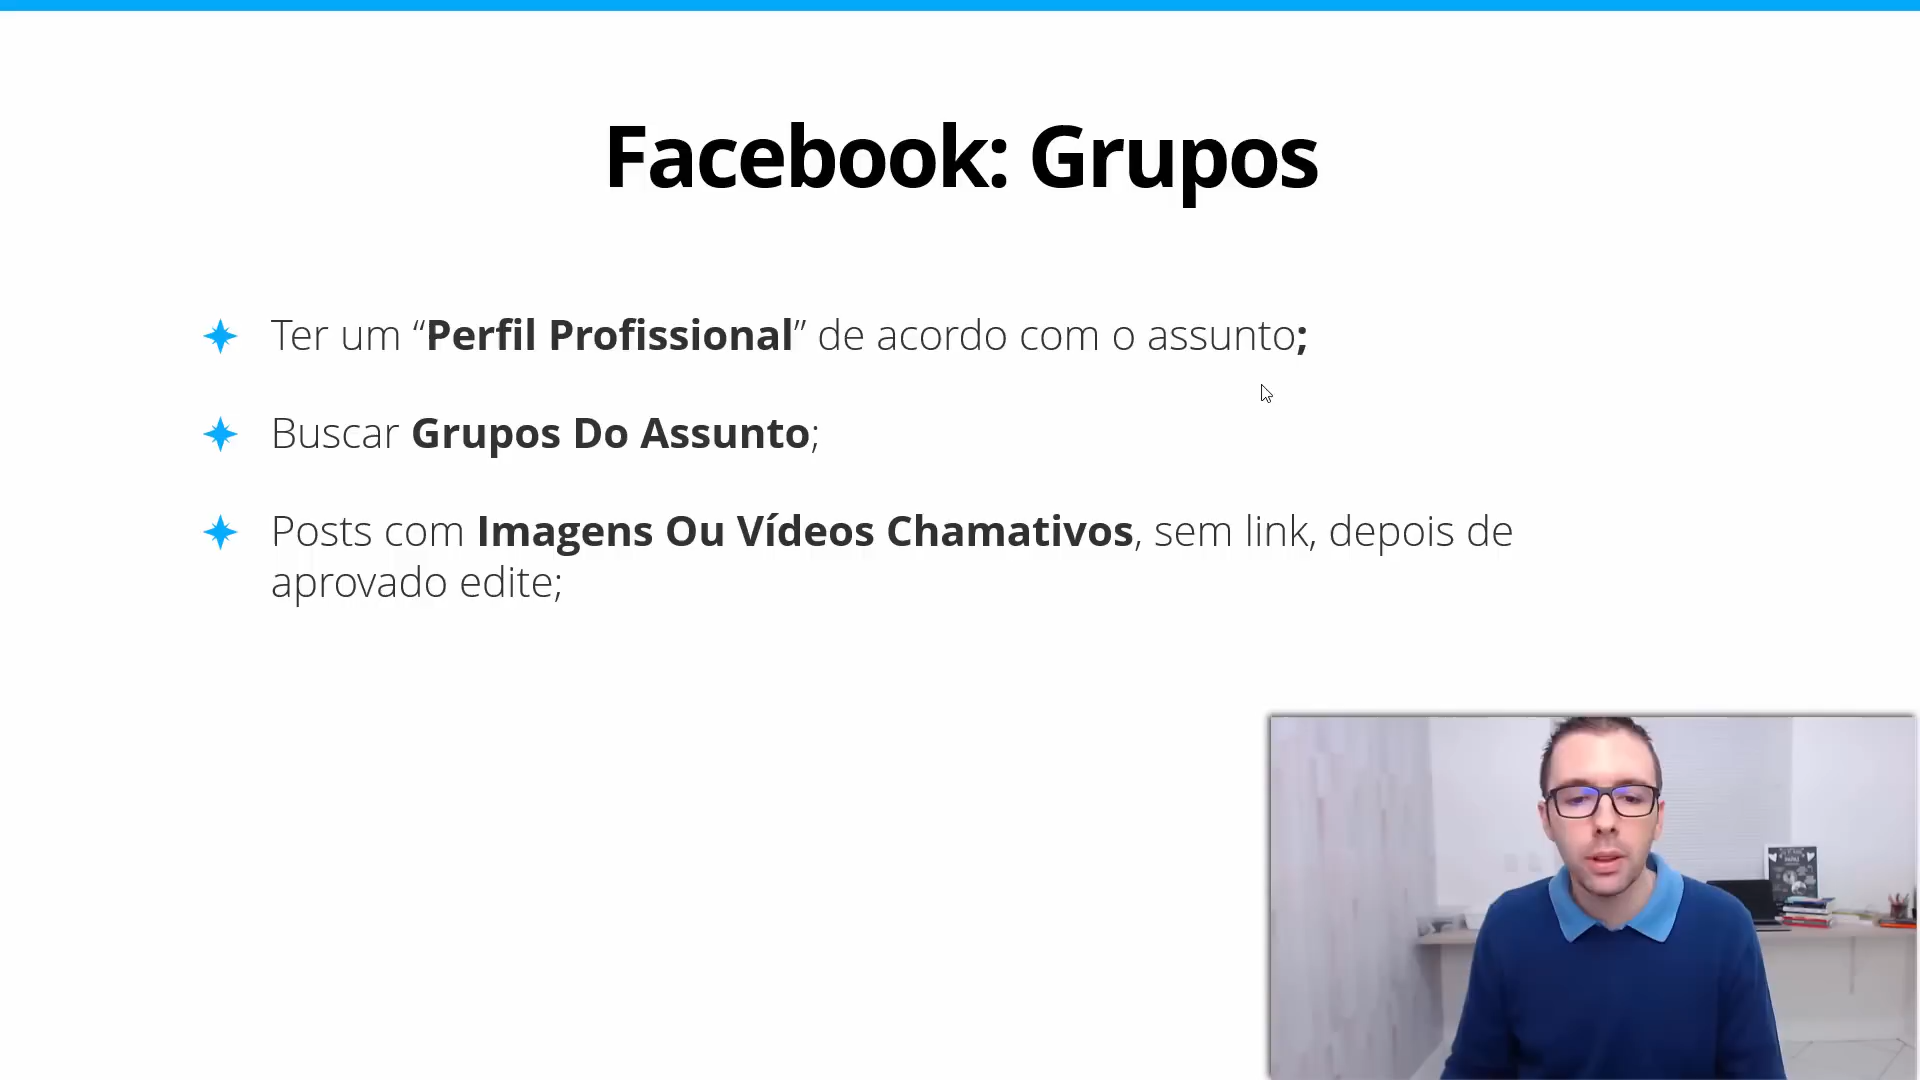 Facebook: Grupos
Ter um “Perfil Profissional” de acordo com o assunto;
Buscar Grupos Do Assunto;
Posts com Imagens Ou Vídeos Chamativos, sem link, depois de
aprovado edite;